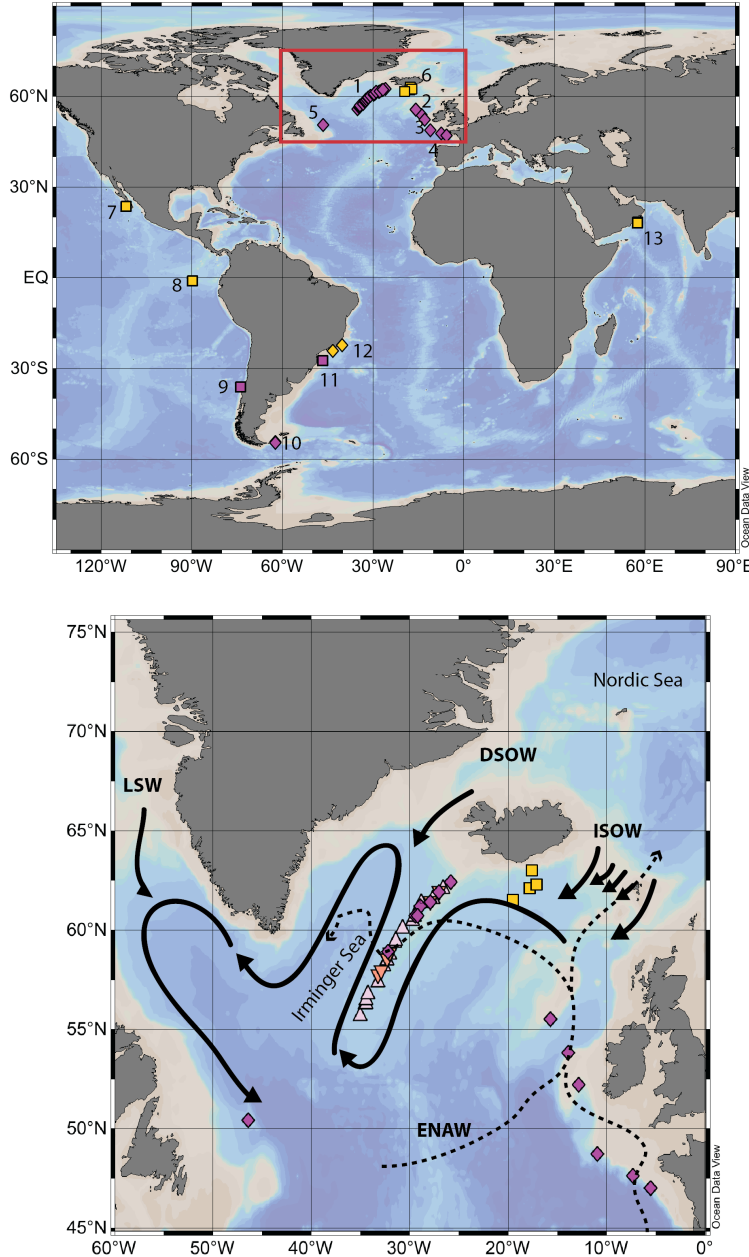 1
6
60°N
2
5
3
4
30°N
7
13
EQ
8
12
30°S
11
9
10
60°S
Ocean Data View
120°W 90°W 60°W 30°W 0° 30°E 60°E 90°E
75°N
Nordic Sea
70°N
DSOW
LSW
65°N
ISOW
60°N
Irminger Sea
55°N
50°N
ENAW
45°N
Ocean Data View
60°W 50°W 40°W 30°W 20°W 10°W 0°